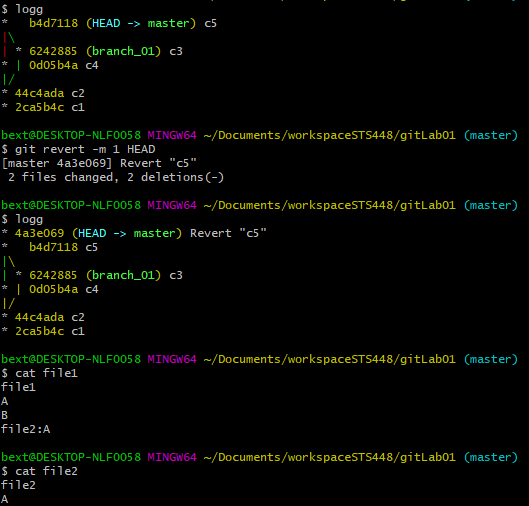 $ logg
*   b4d7118 (HEAD -> master) c5
|\
| * 6242885 (branch_01) c3
* | 0d05b4a c4
|/
* 44c4ada c2
* 2ca5b4c c1
bext@DESKTOP-NLF0O58 MINGW64 ~/Documents/workspaceSTS448/gitLab01 (master)
$ git revert -m 1 HEAD
[master 4a3e069] Revert "c5"
 2 files changed, 2 deletions(-)
bext@DESKTOP-NLF0O58 MINGW64 ~/Documents/workspaceSTS448/gitLab01 (master)
$ logg
* 4a3e069 (HEAD -> master) Revert "c5"
*   b4d7118 c5
|\
| * 6242885 (branch_01) c3
* | 0d05b4a c4
|/
* 44c4ada c2
* 2ca5b4c c1
bext@DESKTOP-NLF0O58 MINGW64 ~/Documents/workspaceSTS448/gitLab01 (master)
$ cat file1
file1
A
B
file2:A
bext@DESKTOP-NLF0O58 MINGW64 ~/Documents/workspaceSTS448/gitLab01 (master)
$ cat file2
file2
A